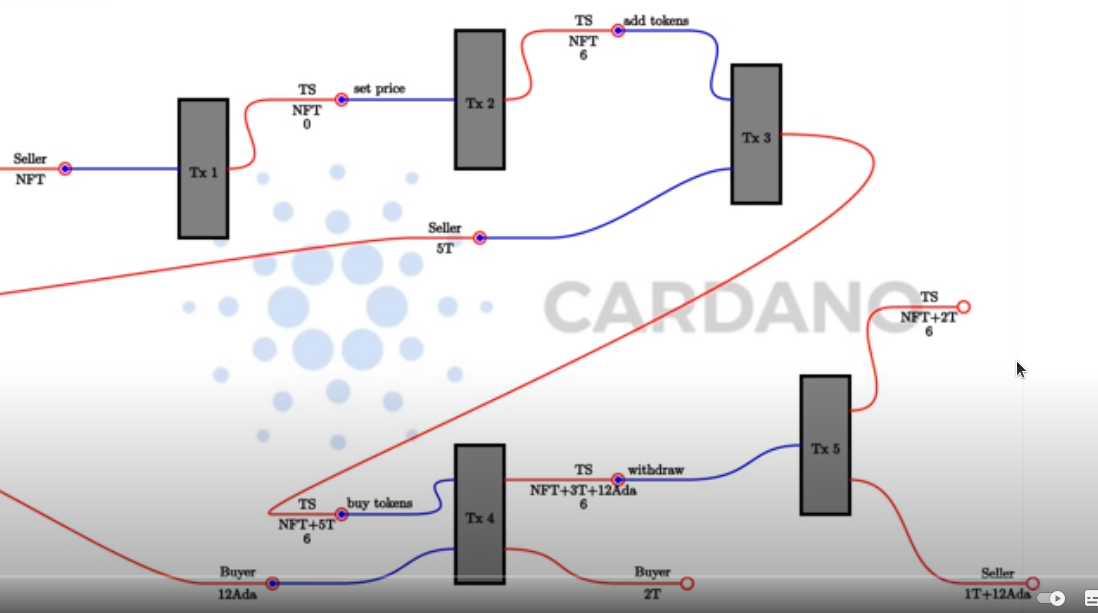 TS
add tokens
NFT
6
TS
set price
NFT
0
Tx 2
Tx 3
Seller
NFT
Tx 1
Seller
5T
CARDANO
TS
NFT+2T
6
TS
buy tokens
NFT+5T
6
Tx 4
TS
withdraw
NFT+3T+12Ada
6
Tx 5
Buyer
12Ada
Buyer
2T
Seller
1T+12Ada